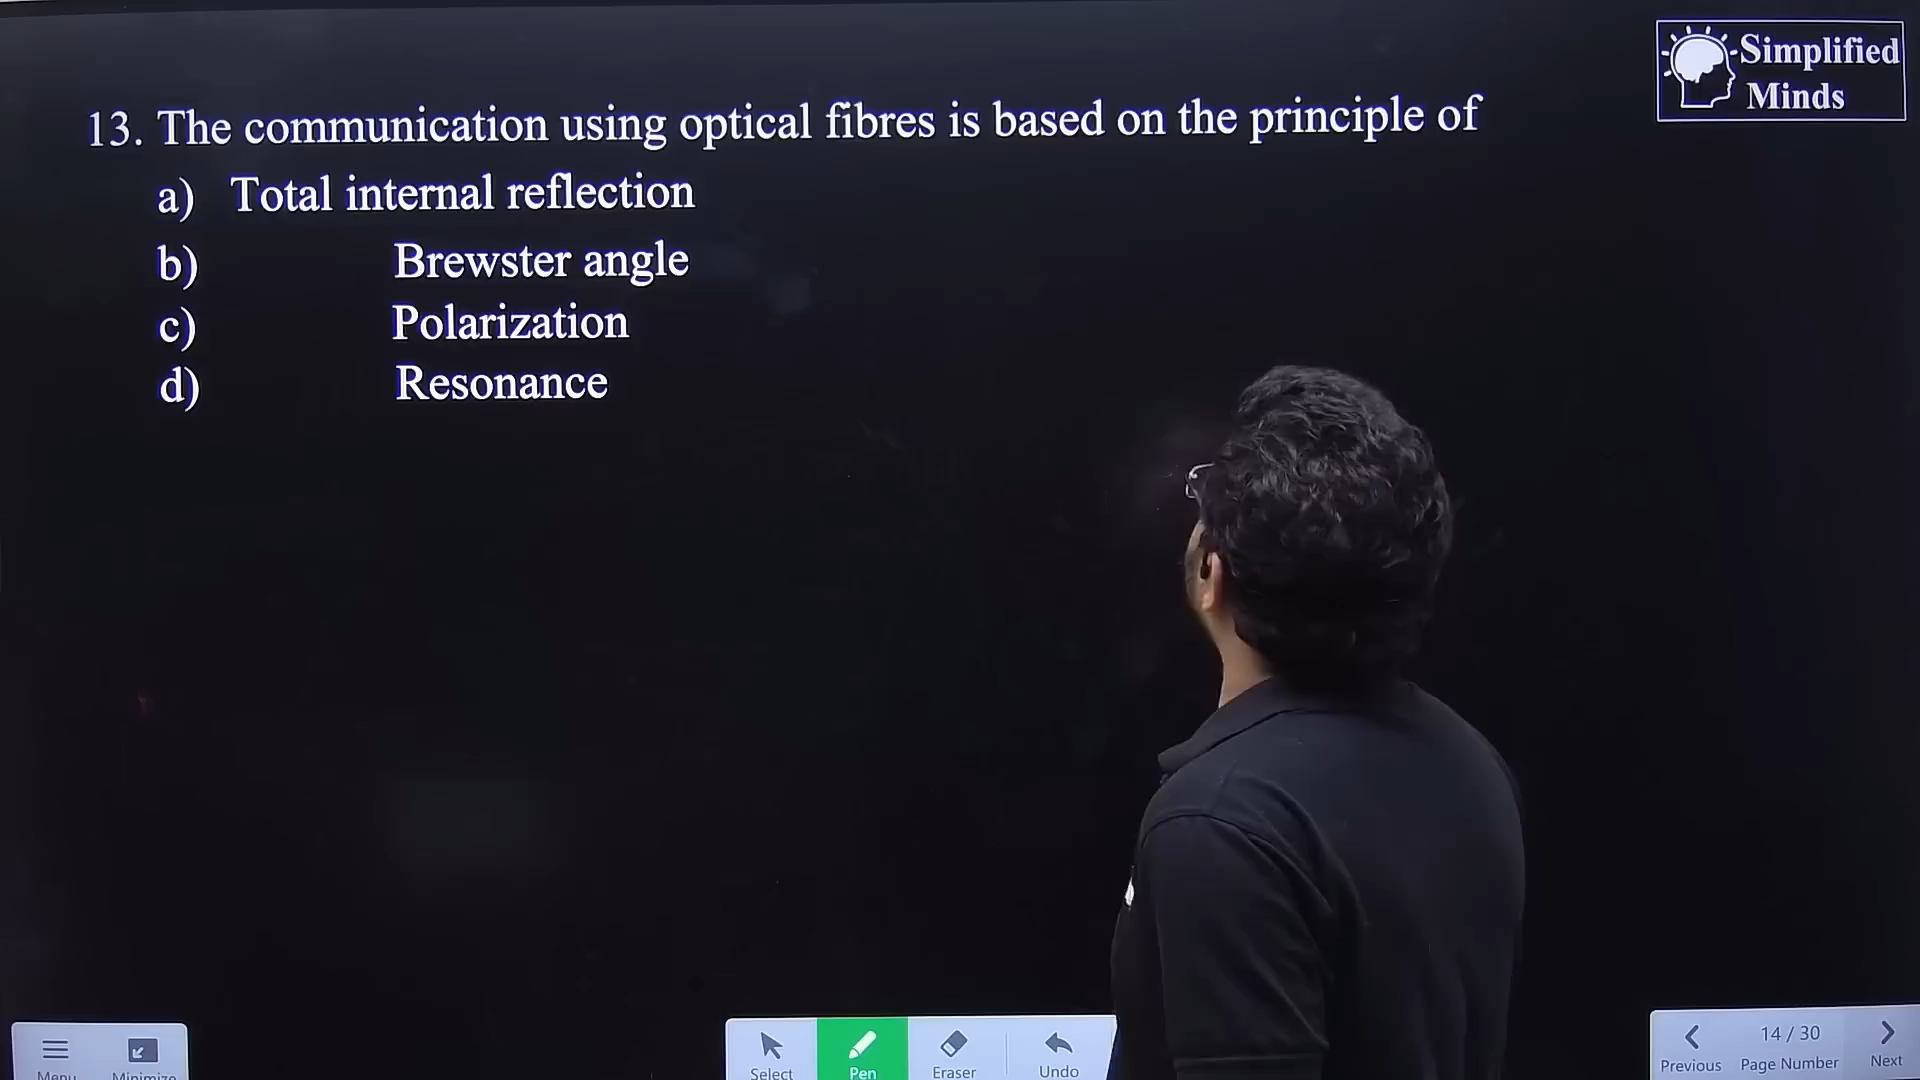 Simplified
Minds
13. The communication using optical fibres is based on the principle of
a) Total internal reflection
b) Brewster angle
c) Polarization
d) Resonance
Menu Minimize
Select Pen Eraser Undo
14 / 30
Previous Page Number Next